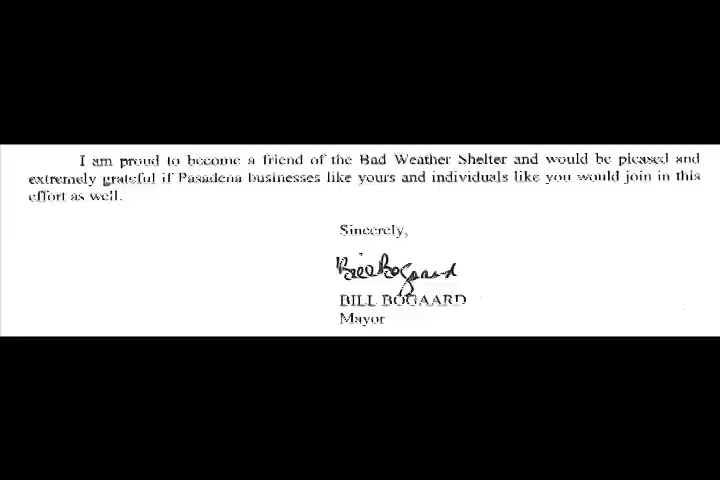 I am proud to become a friend of the Bad Weather Shelter and would be pleased and
extremely grateful if Pasadena businesses like yours and individuals like you would join in this
effort as well.
Sincerely,
Bill Bogaard
BILL BOGAARD
Mayor